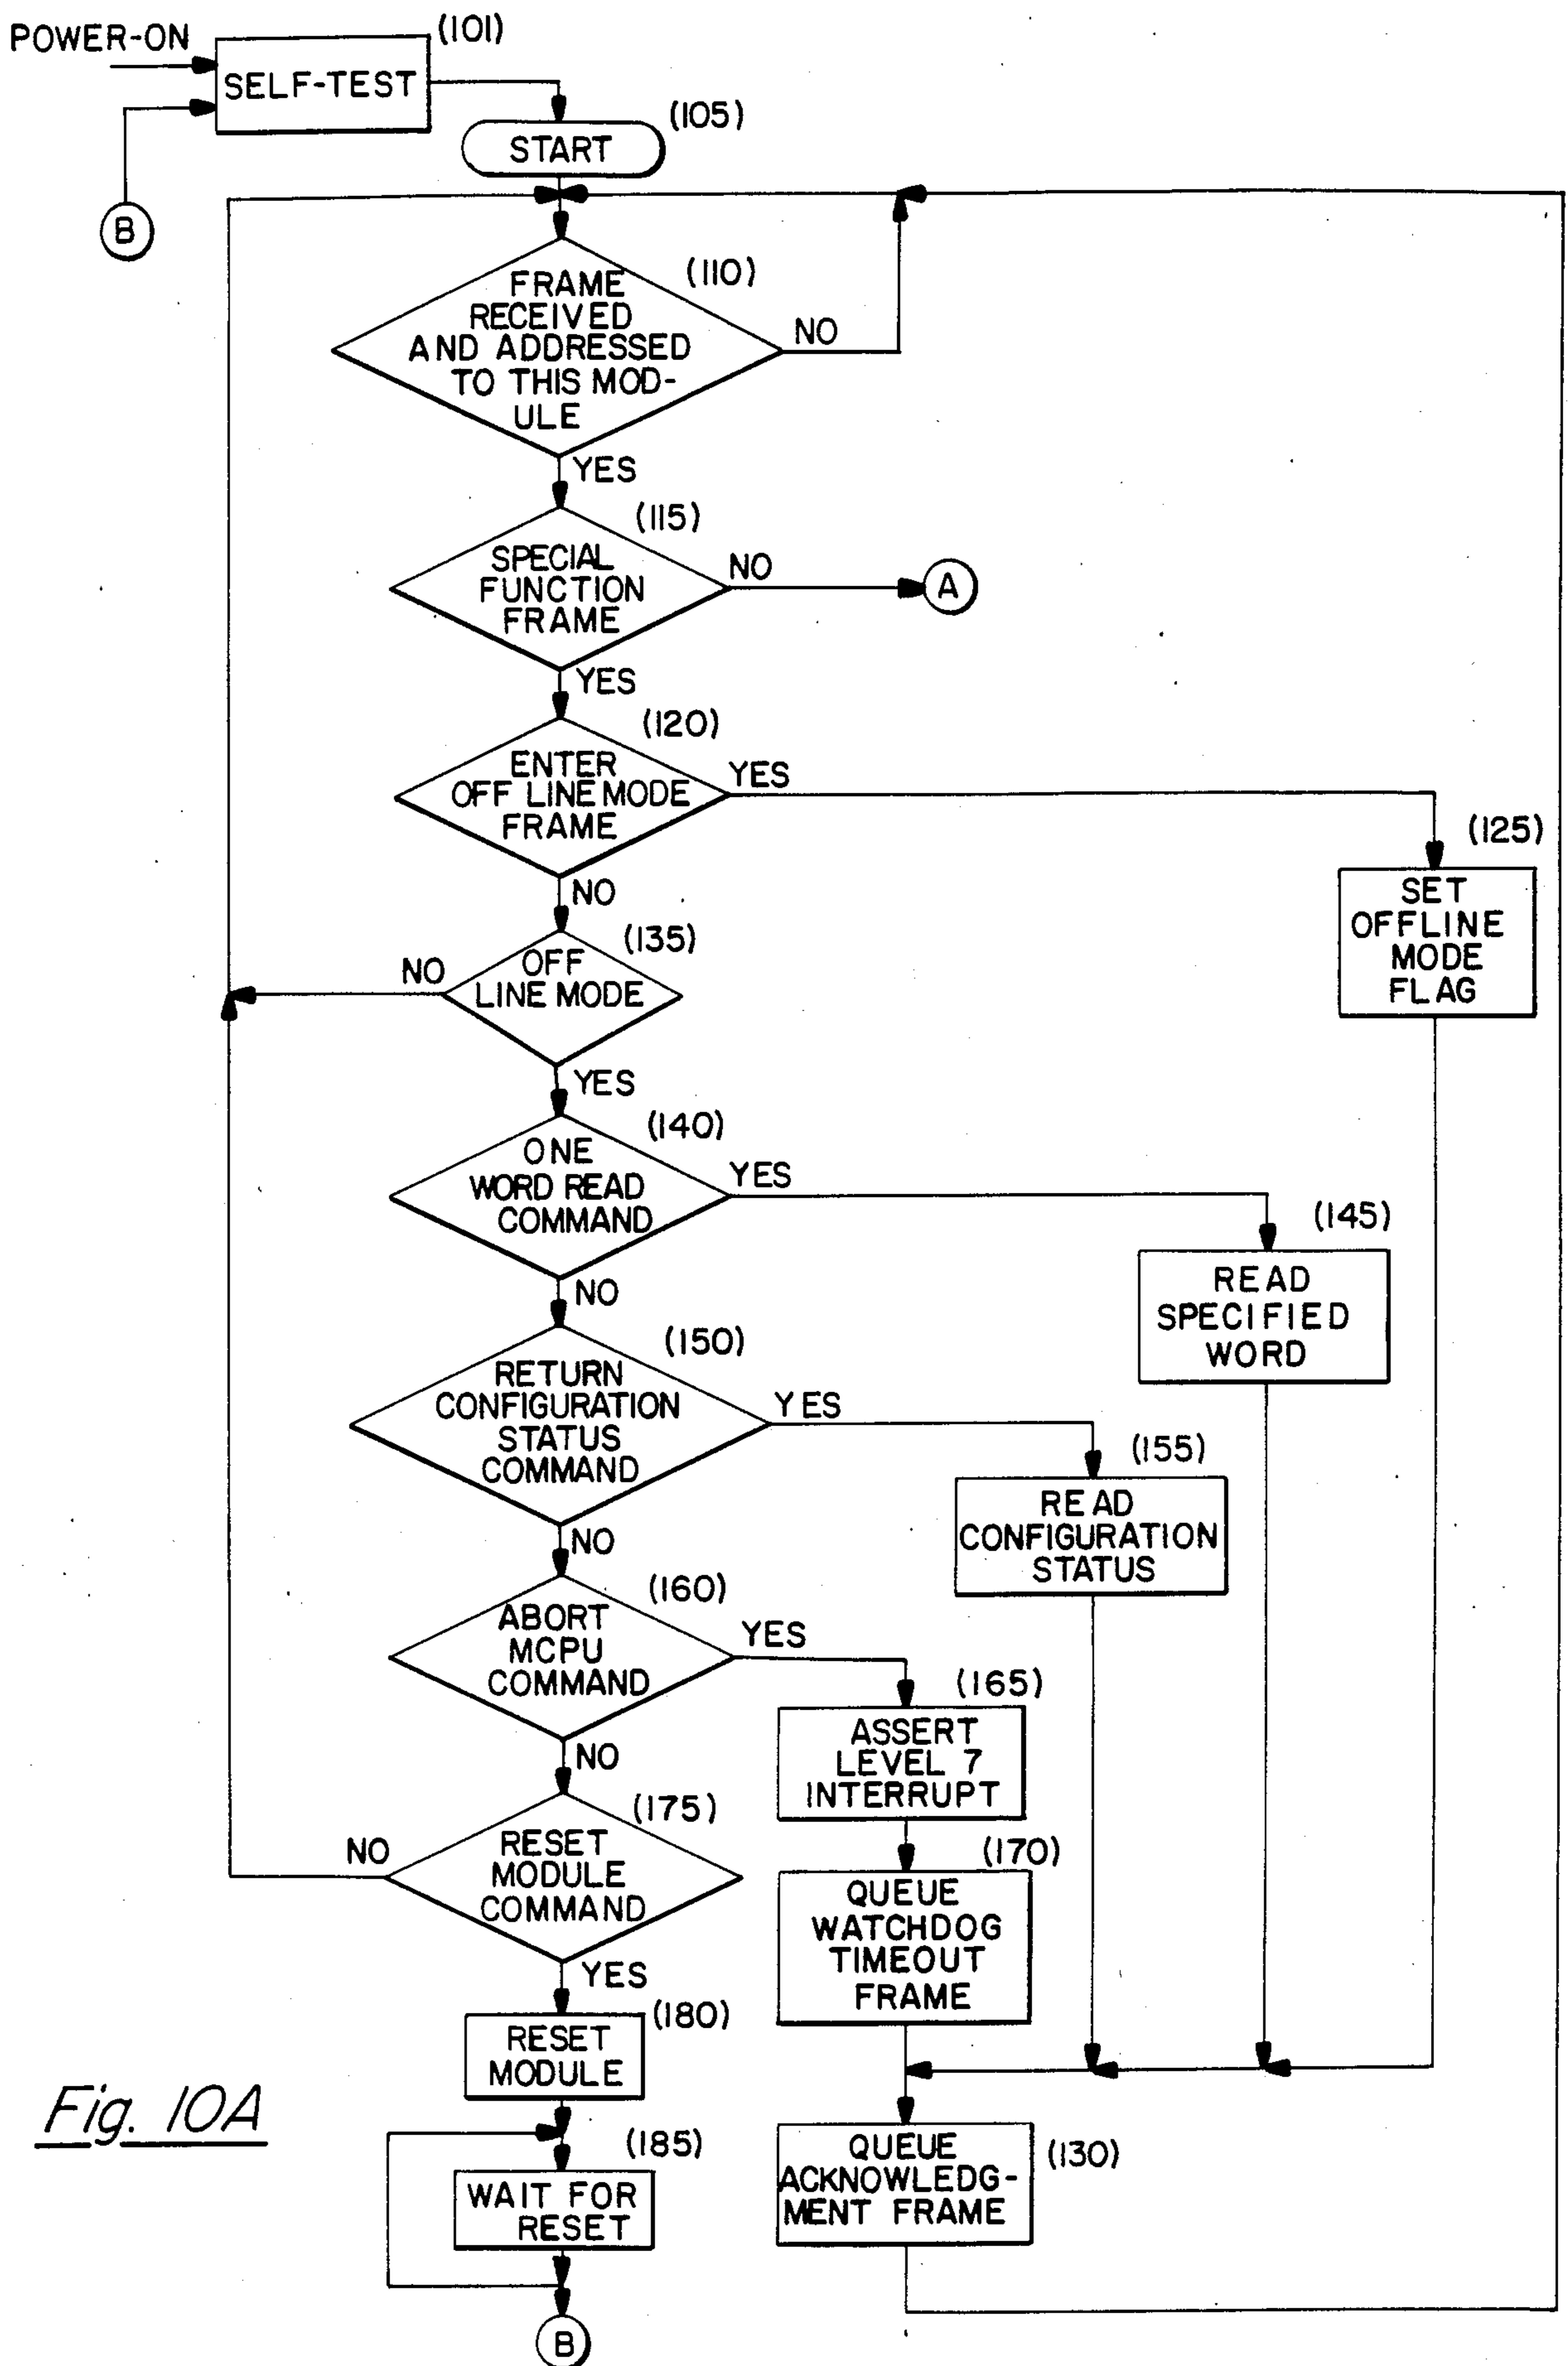 POWER-ON
(101)
SELF-TEST
(105)
START
B
(110)
FRAME
RECEIVED
AND ADDRESSED
TO THIS MOD-
ULE
NO
YES
(115)
SPECIAL
FUNCTION
FRAME
NO
A
YES
(120)
ENTER
OFF LINE MODE
FRAME
YES
(125)
SET
OFFLINE
MODE
FLAG
NO
(135)
OFF
LINE MODE
NO
YES
(140)
ONE
WORD READ
COMMAND
YES
(145)
READ
SPECIFIED
WORD
NO
(150)
RETURN
CONFIGURATION
STATUS
COMMAND
YES
(155)
READ
CONFIGURATION
STATUS
NO
(160)
ABORT
MCPU
COMMAND
YES
(165)
ASSERT
LEVEL 7
INTERRUPT
NO
(175)
RESET
MODULE
COMMAND
NO
(170)
QUEUE
WATCHDOG
TIMEOUT
FRAME
YES
(180)
RESET
MODULE
(185)
WAIT FOR
RESET
(130)
QUEUE
ACKNOWLEDG-
MENT FRAME
B
Fig. 10A